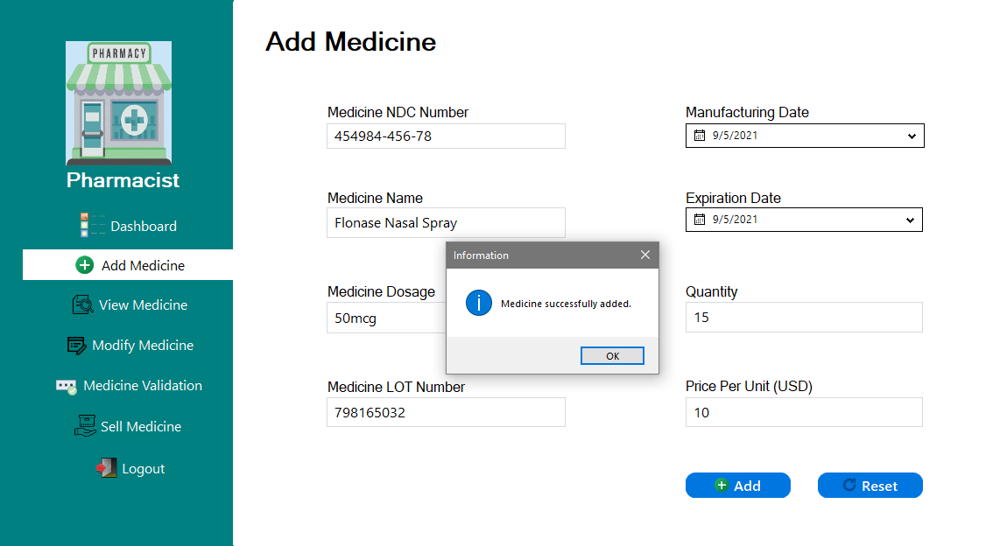 PHARMACY
Pharmacist
Dashboard
Add Medicine
View Medicine
Modify Medicine
Medicine Validation
Sell Medicine
Logout
Add Medicine
Medicine NDC Number
454984-456-78
Manufacturing Date
9/5/2021
Medicine Name
Flonase Nasal Spray
Expiration Date
9/5/2021
Information
Medicine successfully added.
OK
Medicine Dosage
50mcg
Quantity
15
Medicine LOT Number
798165032
Price Per Unit (USD)
10
Add
Reset